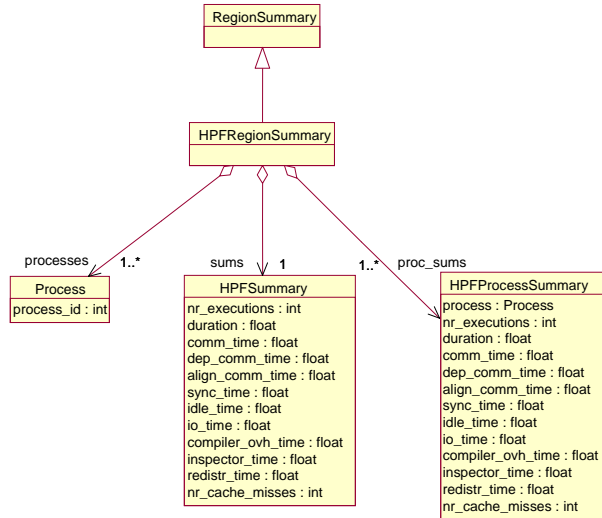 RegionSummary
HPFRegionSummary
processes
1..*
sums
1
1..*
proc_sums
Process
process_id : int
HPFSummary
nr_executions : int
duration : float
comm_time : float
dep_comm_time : float
align_comm_time : float
sync_time : float
idle_time : float
io_time : float
compiler_ovh_time : float
inspector_time : float
redistr_time : float
nr_cache_misses : int
HPFProcessSummary
process : Process
nr_executions : int
duration : float
comm_time : float
dep_comm_time : float
align_comm_time : float
sync_time : float
idle_time : float
io_time : float
compiler_ovh_time : float
inspector_time : float
redistr_time : float
nr_cache_misses : int